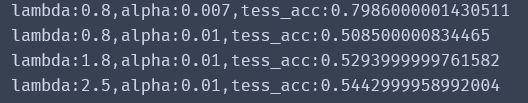 lambda:0.8,alpha:0.007,tess_acc:0.7986000001430511
lambda:0.8,alpha:0.01,tess_acc:0.508500000834465
lambda:1.8,alpha:0.01,tess_acc:0.5293999999761582
lambda:2.5,alpha:0.01,tess_acc:0.5442999958992004